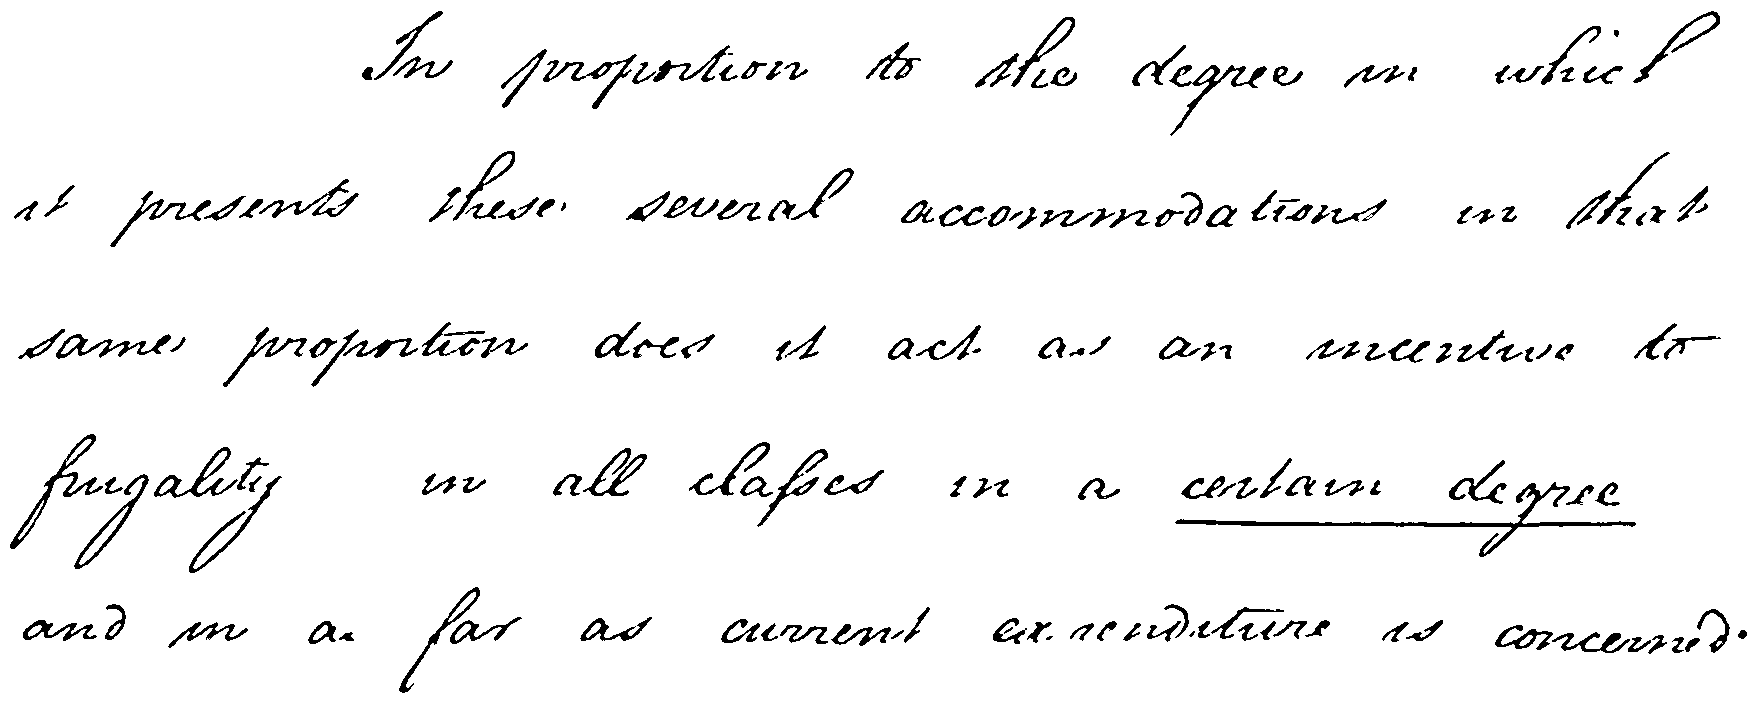 In proportion to the degree in which
it presents these several accommodations in that
same proportion does it act as an incentive to
frugality in all classes in a certain degree
and in a far as current expenditure is concerned.